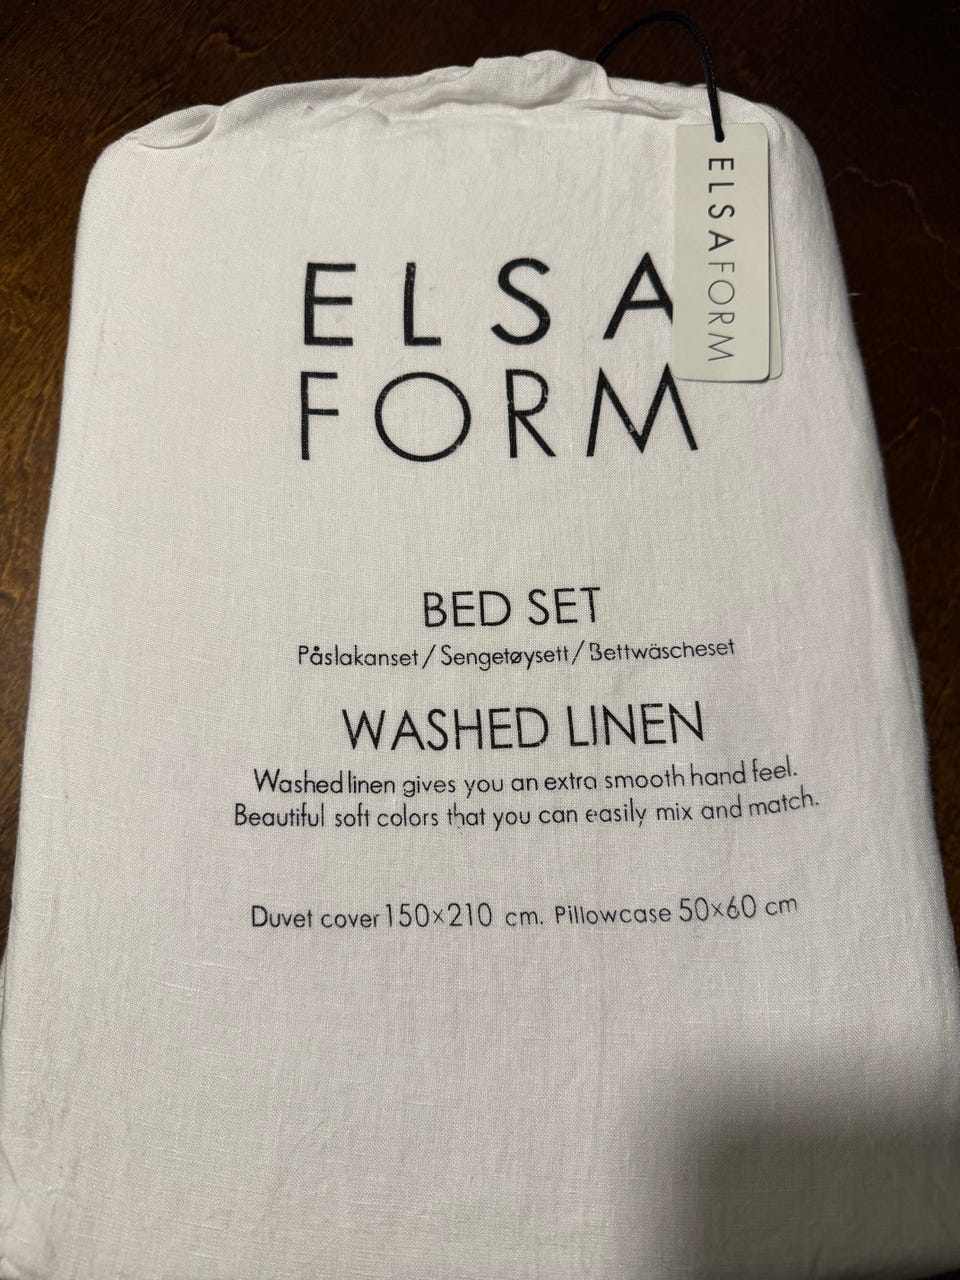 ELSA
FORM
ELSAFORM
BED SET
Påslakanset/Sengetøysett/Bettwäscheset
WASHED LINEN
Washed linen gives you an extra smooth hand feel.
Beautiful soft colors that you can easily mix and match.
Duvet cover 150×210 cm. Pillowcase 50×60 cm